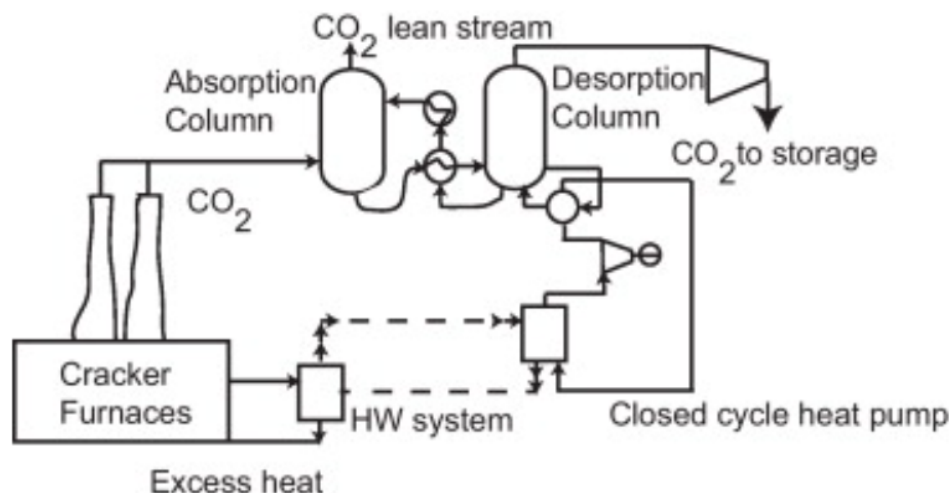 CO2 lean stream
Absorption
Column
Desorption
Column
CO2 to storage
CO2
Cracker
Furnaces
HW system
Closed cycle heat pump
Excess heat